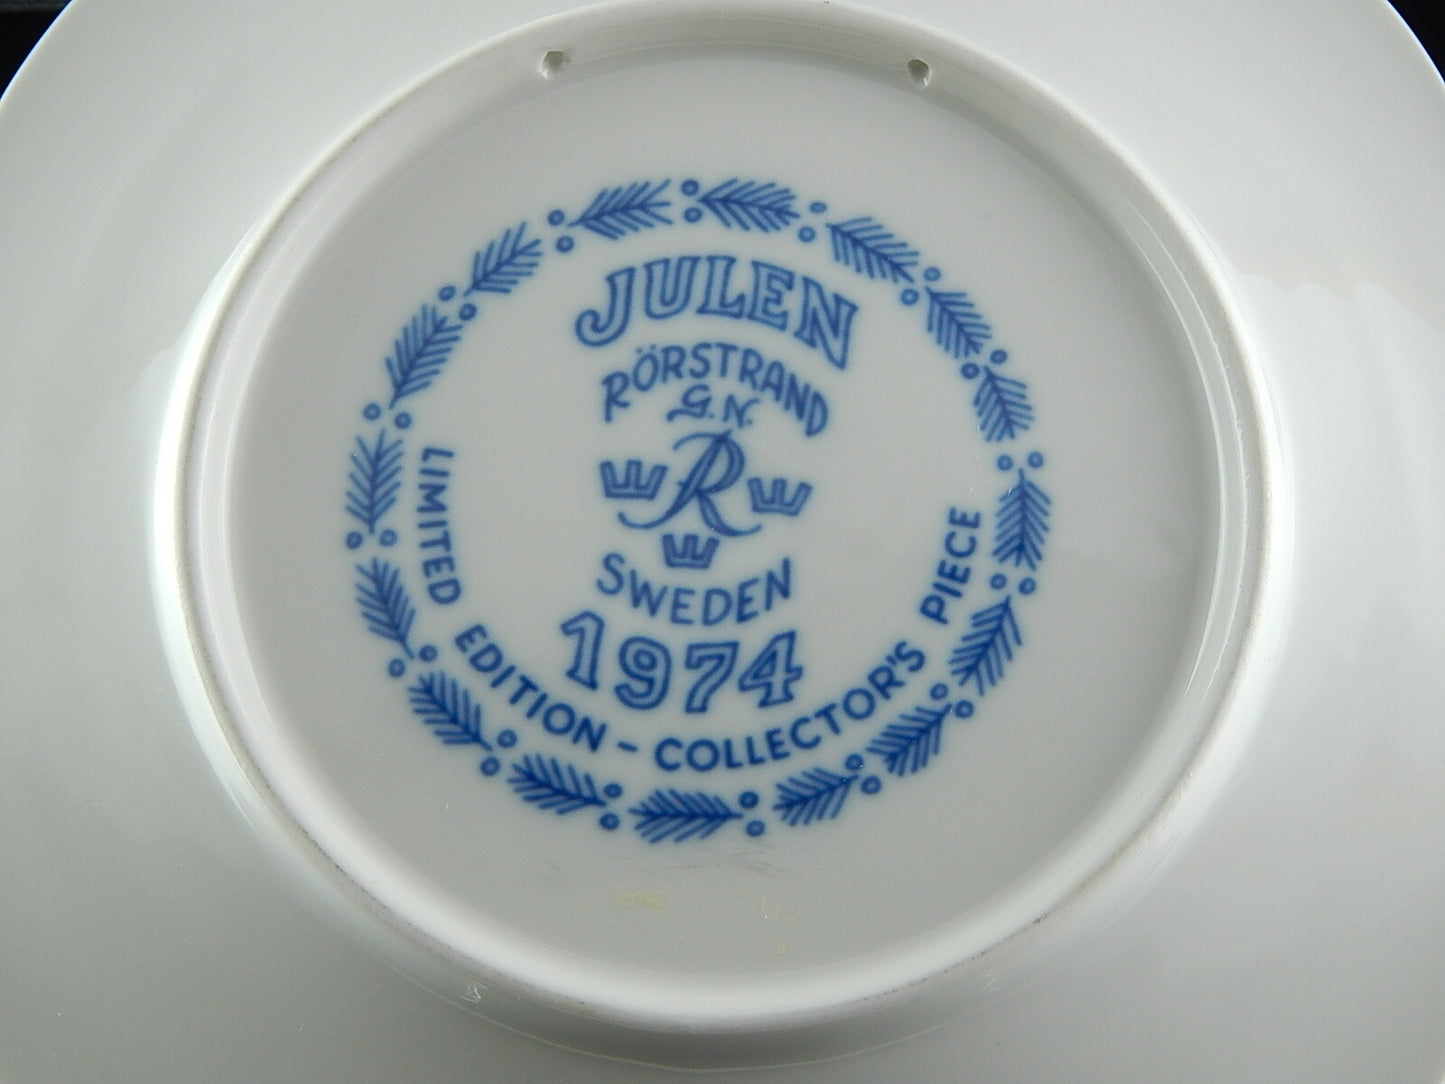 JULEN
RÖRSTRAND
G.N.
R
SWEDEN
1974
LIMITED EDITION - COLLECTOR'S PIECE